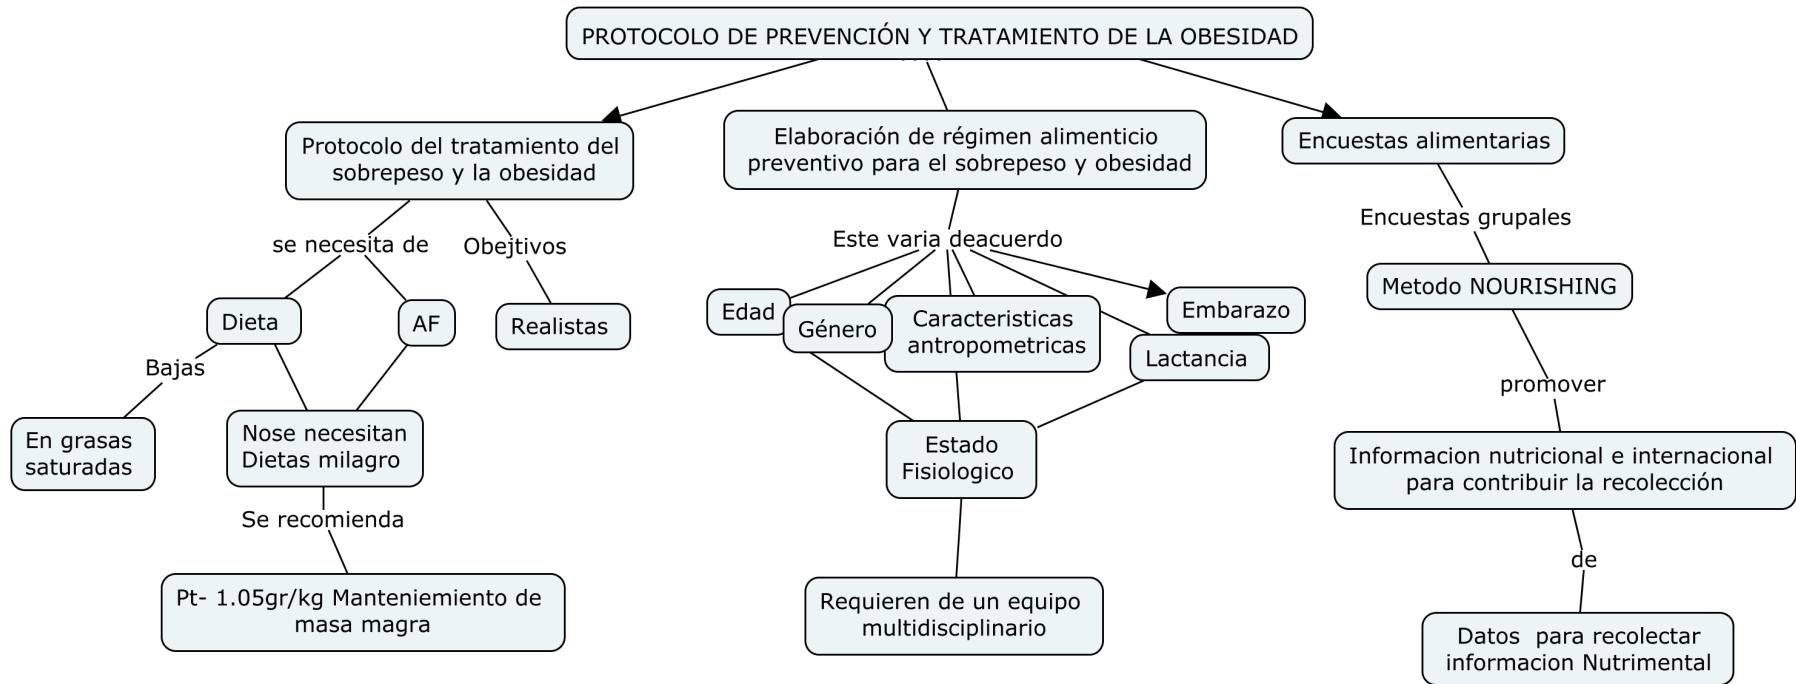 PROTOCOLO DE PREVENCIÓN Y TRATAMIENTO DE LA OBESIDAD
Protocolo del tratamiento del
sobrepeso y la obesidad
Elaboración de régimen alimenticio
preventivo para el sobrepeso y obesidad
Encuestas alimentarias
se necesita de
Obejtivos
Este varia deacuerdo
Encuestas grupales
Dieta
AF
Realistas
Edad
Género
Caracteristicas
antropometricas
Embarazo
Lactancia
Metodo NOURISHING
Bajas
promover
En grasas
saturadas
Nose necesitan
Dietas milagro
Estado
Fisiologico
Informacion nutricional e internacional
para contribuir la recolección
Se recomienda
de
Pt- 1.05gr/kg Manteniemiento de
masa magra
Requieren de un equipo
multidisciplinario
Datos para recolectar
informacion Nutrimental